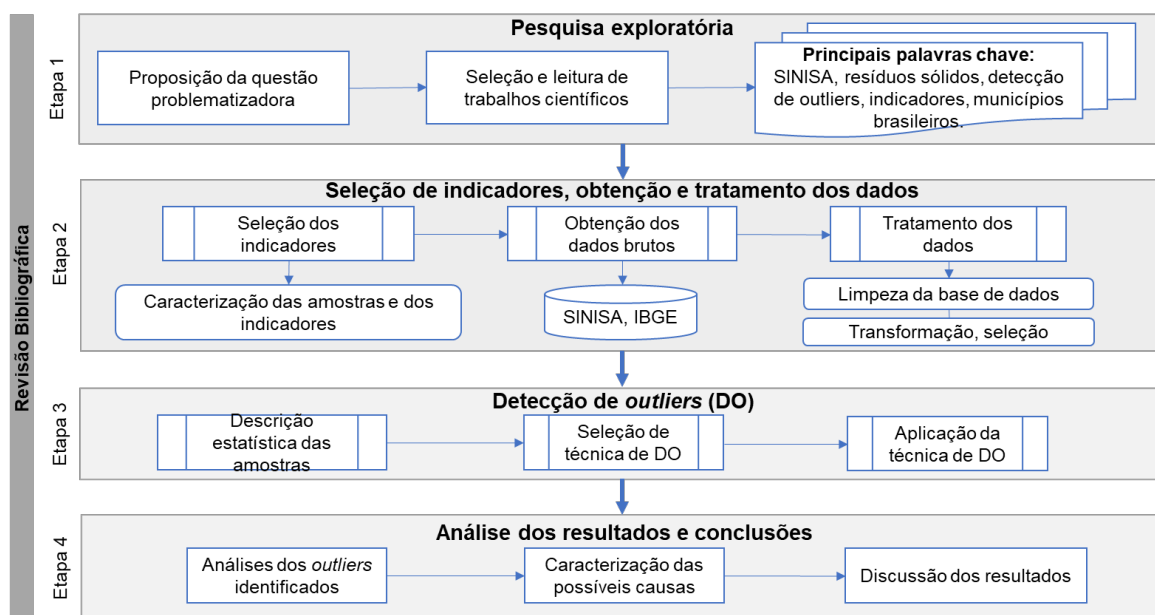 Revisão Bibliográfica
Etapa 1
Pesquisa exploratória
Proposição da questão
problematizadora
Seleção e leitura de
trabalhos científicos
Principais palavras chave:
SINISA, resíduos sólidos, detecção
de outliers, indicadores, municípios
brasileiros.
Etapa 2
Seleção de indicadores, obtenção e tratamento dos dados
Seleção dos
indicadores
Obtenção dos
dados brutos
Tratamento dos
dados
Caracterização das amostras e dos
indicadores
SINISA, IBGE
Limpeza da base de dados
Transformação, seleção
Etapa 3
Detecção de outliers (DO)
Descrição
estatística das
amostras
Seleção de
técnica de DO
Aplicação da
técnica de DO
Etapa 4
Análise dos resultados e conclusões
Análises dos outliers
identificados
Caracterização das
possíveis causas
Discussão dos resultados